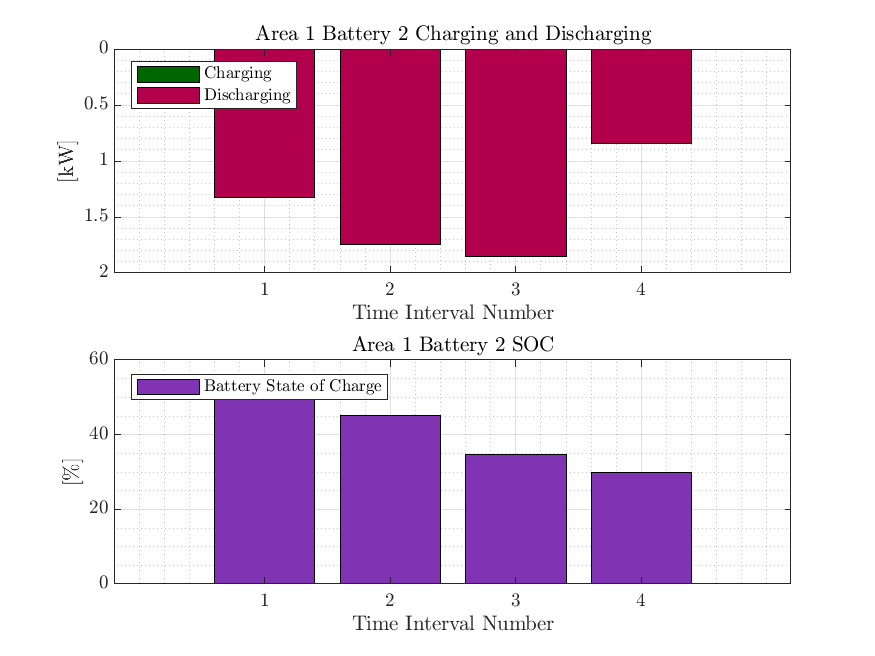 Area 1 Battery 2 Charging and Discharging
0
0.5
1
1.5
2
[kW]
Charging
Discharging
1 2 3 4
Time Interval Number
Area 1 Battery 2 SOC
60
40
20
0
[%]
Battery State of Charge
1 2 3 4
Time Interval Number